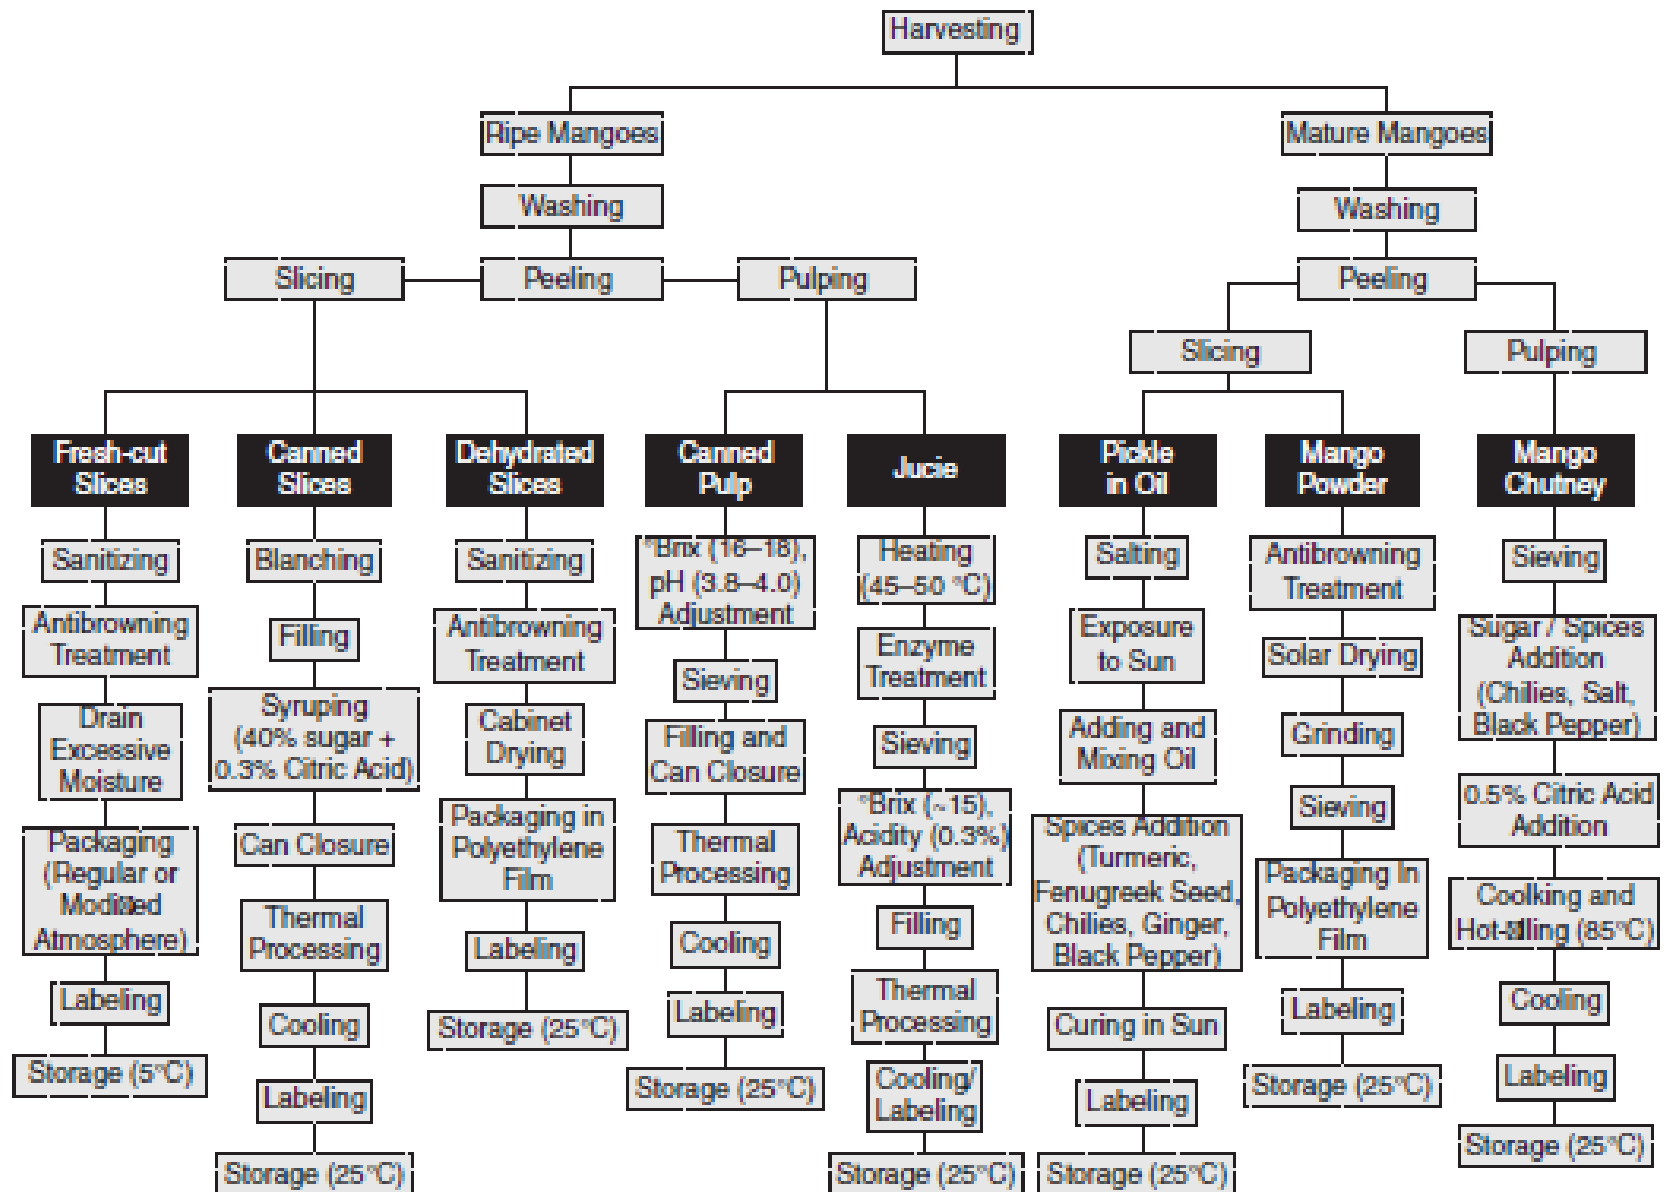 Harvesting
Ripe Mangoes
Mature Mangoes
Washing
Washing
Slicing
Peeling
Pulping
Peeling
Slicing
Pulping
Fresh-cut
Slices
Sanitizing
Antibrowning
Treatment
Drain
Excessive
Moisture
Packaging
(Regular or
Atmosphere)
Labeling
Storage (5°C)
Canned
Slices
Blanching
Filling
Syruping
(40% sugar +
0.3% Citric Acid)
Can Closure
Thermal
Processing
Cooling
Labeling
Storage (25°C)
Dehydrated
Slices
Sanitizing
Antibrowning
Treatment
Cabinet
Drying
Packaging in
Polyethylene
Film
Labeling
Storage (25°C)
Canned
Pulp
°Brix (16–18),
pH (3.8–4.0)
Adjustment
Sieving
Filling and
Can Closure
Thermal
Processing
Cooling
Labeling
Storage (25°C)
Jucie
Heating
(45–50 °C)
Enzyme
Treatment
Sieving
°Brix (~15),
Acidity (0.3%)
Adjustment
Filling
Thermal
Processing
Cooling/
Labeling
Storage (25°C)
Pickle
in Oil
Salting
Exposure
to Sun
Adding and
Mixing Oil
Spices Addition
(Turmeric,
Fenugreek Seed,
Chilies, Ginger,
Black Pepper)
Curing in Sun
Labeling
Storage (25°C)
Mango
Powder
Antibrowning
Treatment
Solar Drying
Grinding
Sieving
Packaging In
Polyethylene
Film
Labeling
Storage (25°C)
Mango
Chutney
Sieving
Sugar / Spices
Addition
(Chilies, Salt,
Black Pepper)
0.5% Citric Acid
Addition
Coolking and
(85°C)
Cooling
Labeling
Storage (25°C)